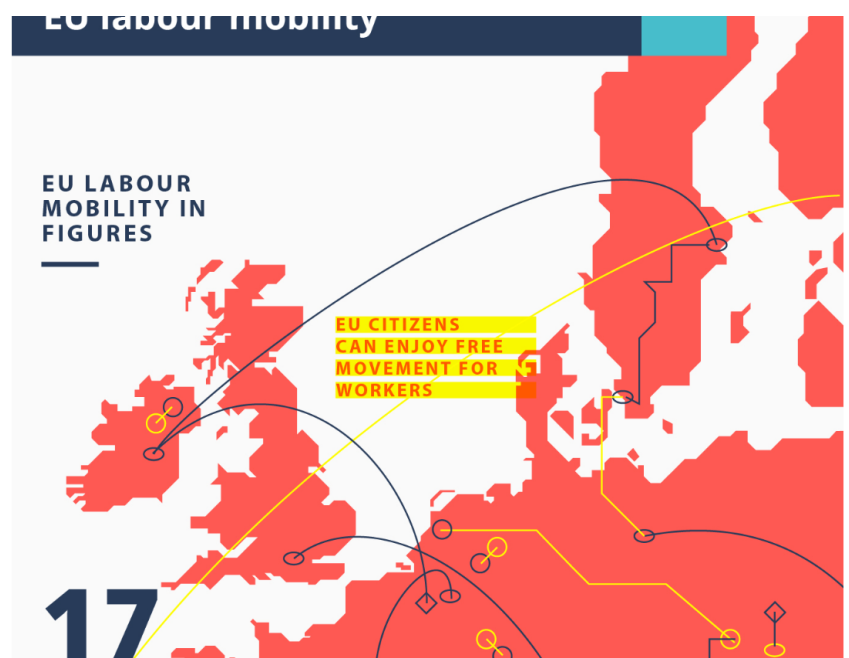 EU labour mobility
EU LABOUR
MOBILITY IN
FIGURES
EU CITIZENS
CAN ENJOY FREE
MOVEMENT FOR
WORKERS
17